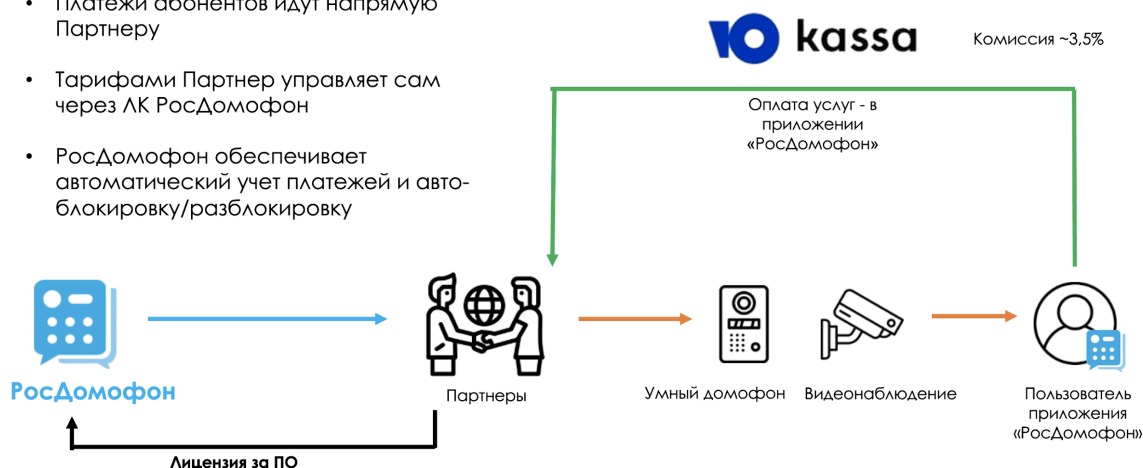 • Платежи абонентов идут напрямую
Партнеру
• Тарифами Партнер управляет сам
через ЛК РосДомофон
• РосДомофон обеспечивает
автоматический учет платежей и авто-
блокировку/разблокировку
Ю kassa
Комиссия ~3,5%
Оплата услуг - в
приложении
«РосДомофон»
РосДомофон
Партнеры
Умный домофон
Видеонаблюдение
Пользователь
приложения
«РосДомофон»
Лицензия за ПО